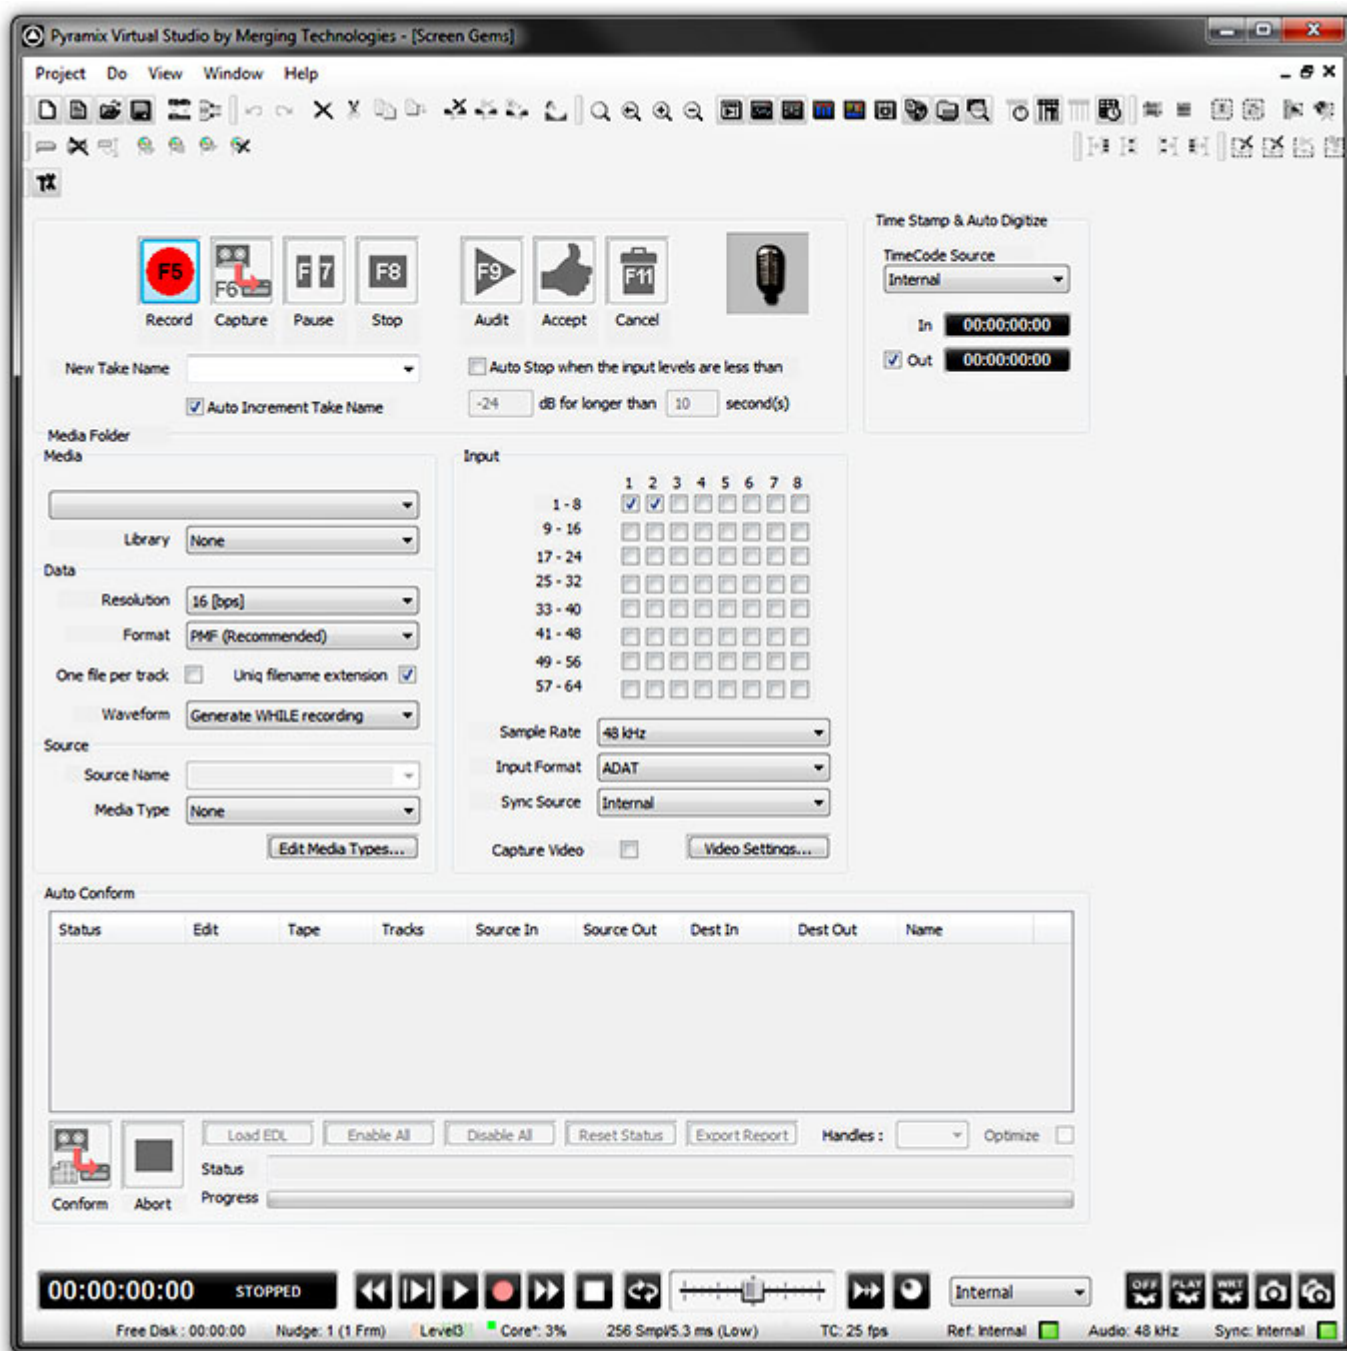 Pyramix Virtual Studio by Merging Technologies - [Screen Gems]
Project Do View Window Help
F5 F6 F 7 F8 F9 F11
Record Capture Pause Stop Audit Accept Cancel
New Take Name
Auto Increment Take Name
Auto Stop when the input levels are less than
-24 dB for longer than 10 second(s)
Time Stamp & Auto Digitize
TimeCode Source
Internal
In 00:00:00:00
Out 00:00:00:00
Media Folder
Media
Library None
Data
Resolution 16 [bps]
Format PMF (Recommended)
One file per track Uniq filename extension
Waveform Generate WHILE recording
Source
Source Name
Media Type None
Edit Media Types...
Input
1 2 3 4 5 6 7 8
1 - 8
9 - 16
17 - 24
25 - 32
33 - 40
41 - 48
49 - 56
57 - 64
Sample Rate 48 kHz
Input Format ADAT
Sync Source Internal
Capture Video Video Settings...
Auto Conform
Status Edit Tape Tracks Source In Source Out Dest In Dest Out Name
Load EDL Enable All Disable All Reset Status Export Report Handles : Optimize
Status
Progress
Conform Abort
00:00:00:00 STOPPED Internal OFF PLAY WRT
Free Disk : 00:00:00 Nudge: 1 (1 Frm) Level3 Core*: 3% 256 Smpl/5.3 ms (Low) TC: 25 fps Ref: Internal Audio: 48 kHz Sync: Internal